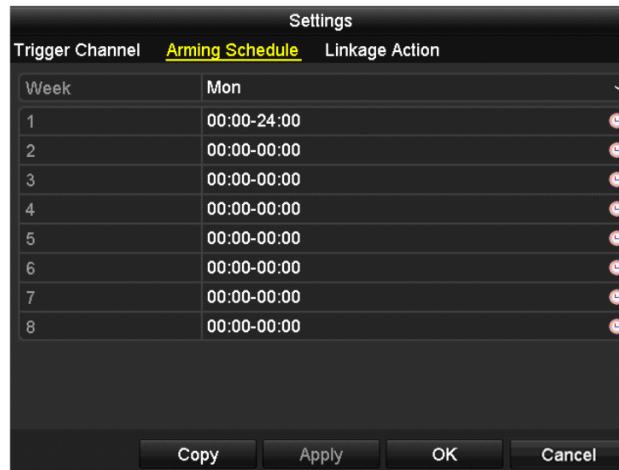 Settings
Trigger Channel Arming Schedule Linkage Action
Week Mon
1 00:00-24:00
2 00:00-00:00
3 00:00-00:00
4 00:00-00:00
5 00:00-00:00
6 00:00-00:00
7 00:00-00:00
8 00:00-00:00
Copy Apply OK Cancel